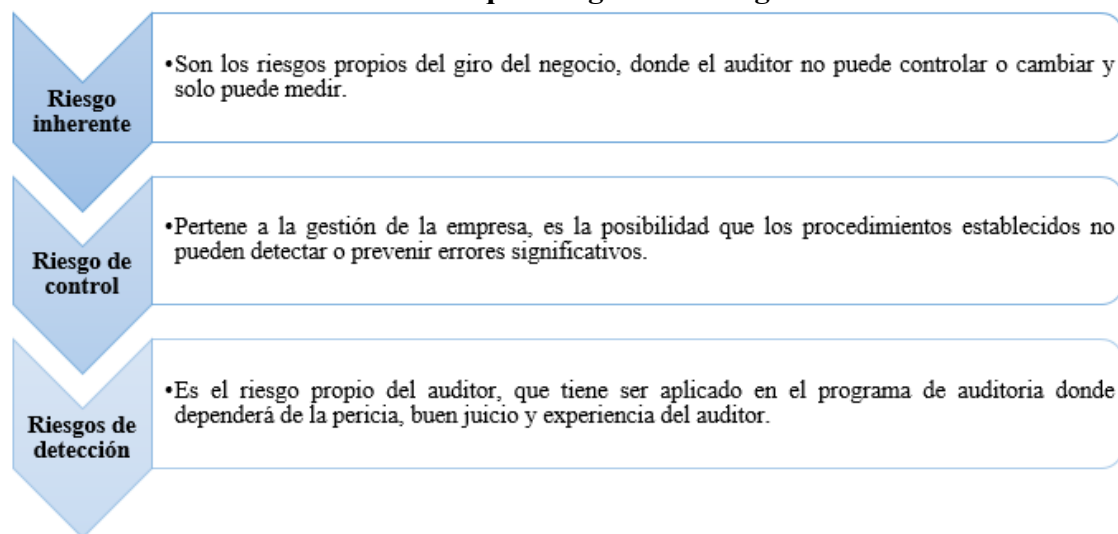 Riesgo
inherente
•Son los riesgos propios del giro del negocio, donde el auditor no puede controlar o cambiar y
solo puede medir.
Riesgo de
control
•Pertene a la gestión de la empresa, es la posibilidad que los procedimientos establecidos no
pueden detectar o prevenir errores significativos.
Riesgos de
detección
•Es el riesgo propio del auditor, que tiene ser aplicado en el programa de auditoria donde
dependerá de la pericia, buen juicio y experiencia del auditor.